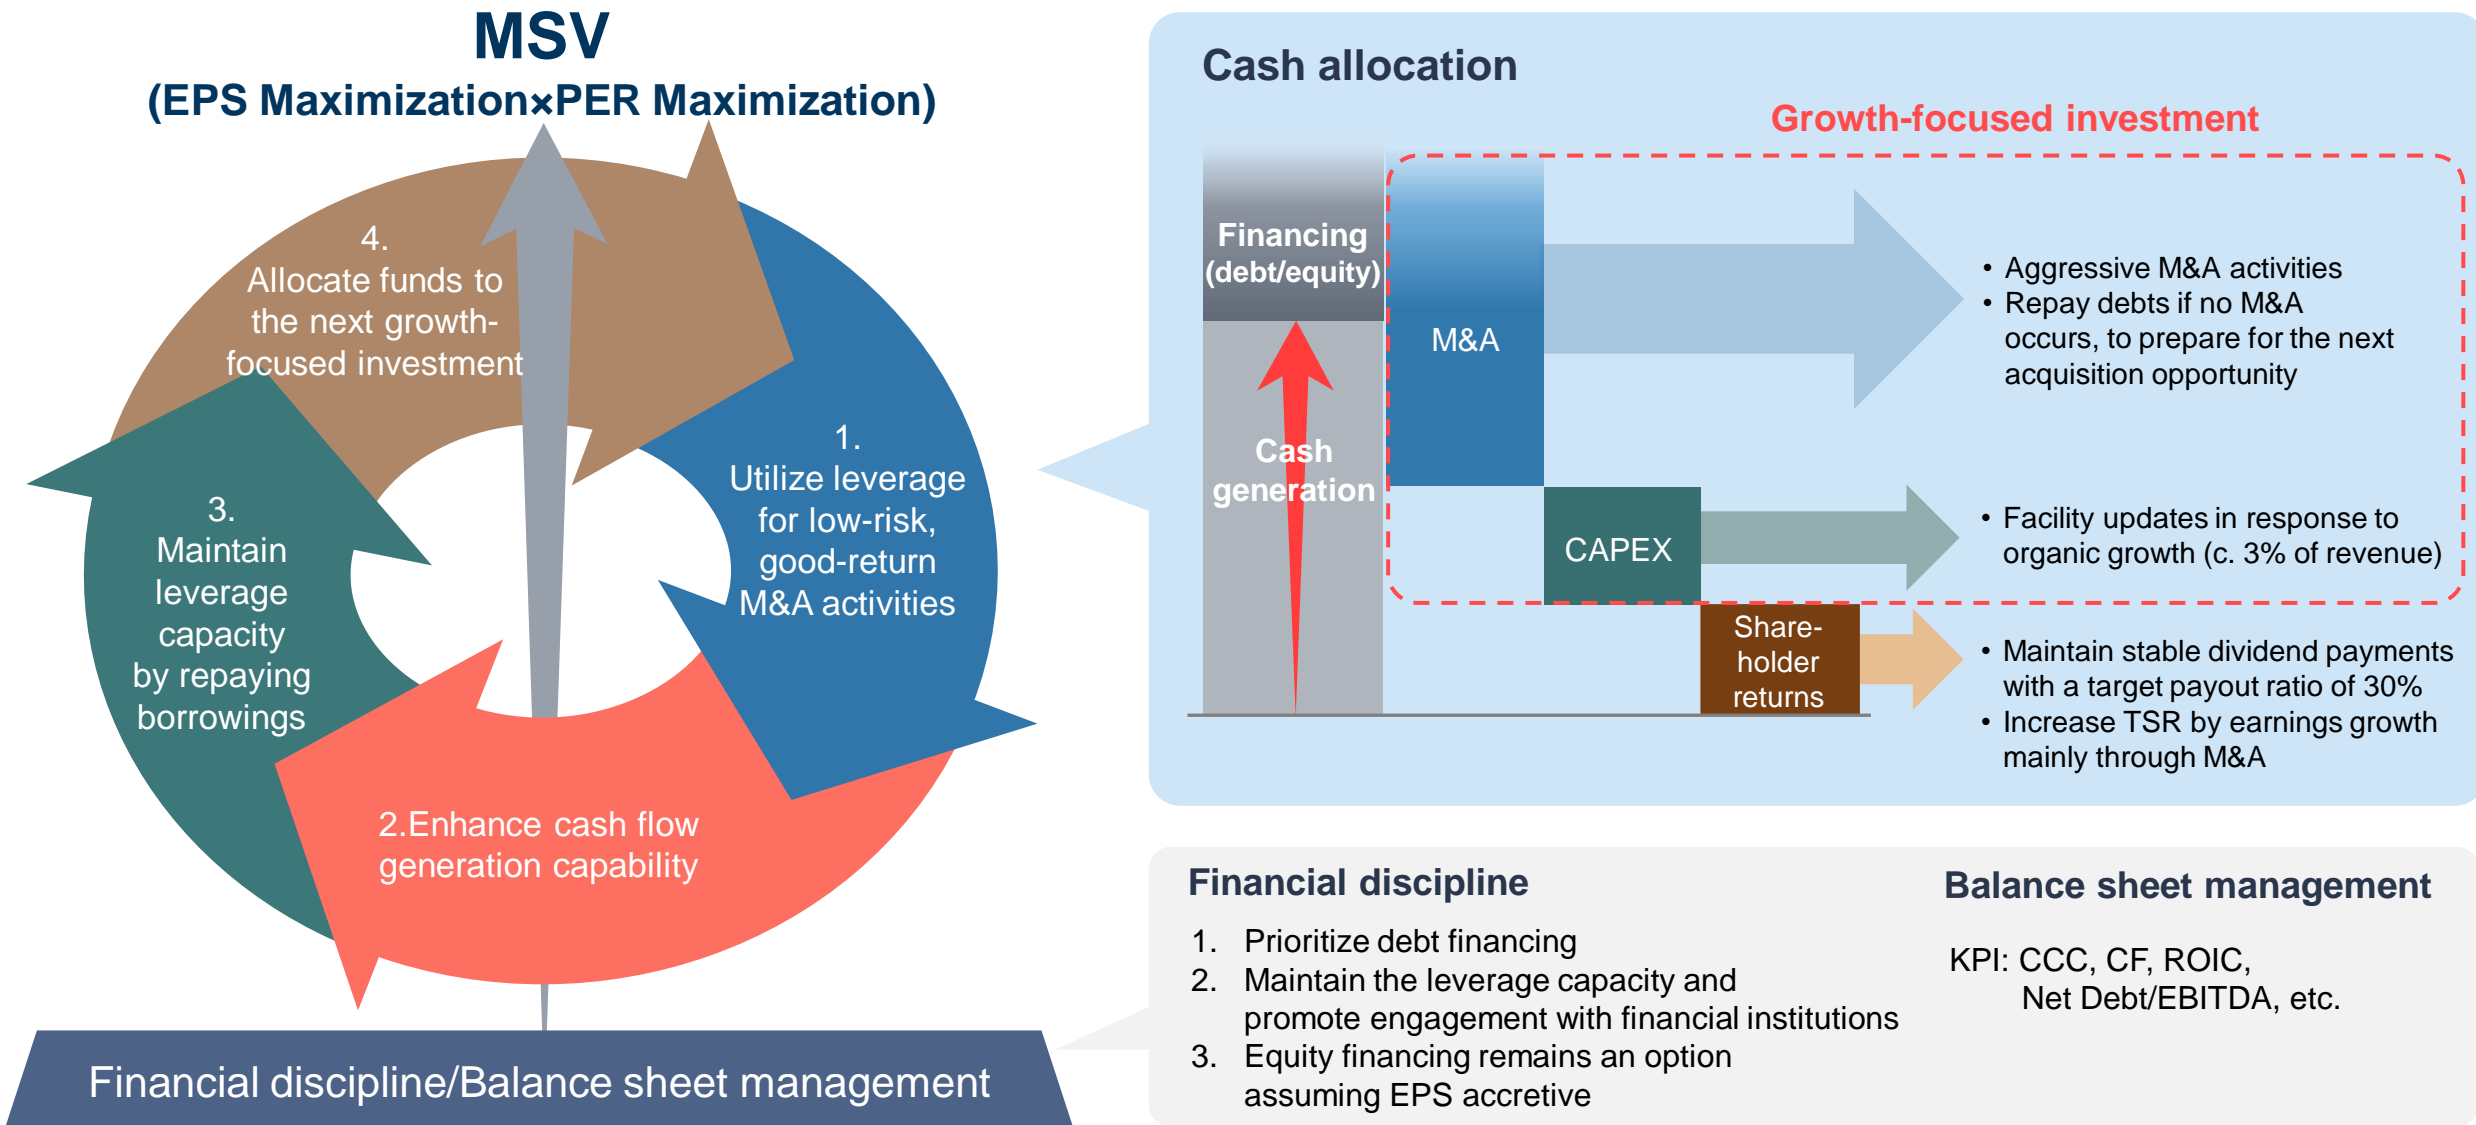 MSV
(EPS Maximization×PER Maximization)
4.
Allocate funds to
the next growth-
focused investment
1.
Utilize leverage
for low-risk,
good-return
M&A activities
3.
Maintain
leverage
capacity
by repaying
borrowings
2.Enhance cash flow
generation capability
Financial discipline/Balance sheet management
Cash allocation
Growth-focused investment
Financing
(debt/equity)
Cash
generation
M&A
• Aggressive M&A activities
• Repay debts if no M&A
occurs, to prepare for the next
acquisition opportunity
CAPEX
• Facility updates in response to
organic growth (c. 3% of revenue)
Share-
holder
returns
• Maintain stable dividend payments
with a target payout ratio of 30%
• Increase TSR by earnings growth
mainly through M&A
Financial discipline
1. Prioritize debt financing
2. Maintain the leverage capacity and
promote engagement with financial institutions
3. Equity financing remains an option
assuming EPS accretive
Balance sheet management
KPI: CCC, CF, ROIC,
Net Debt/EBITDA, etc.